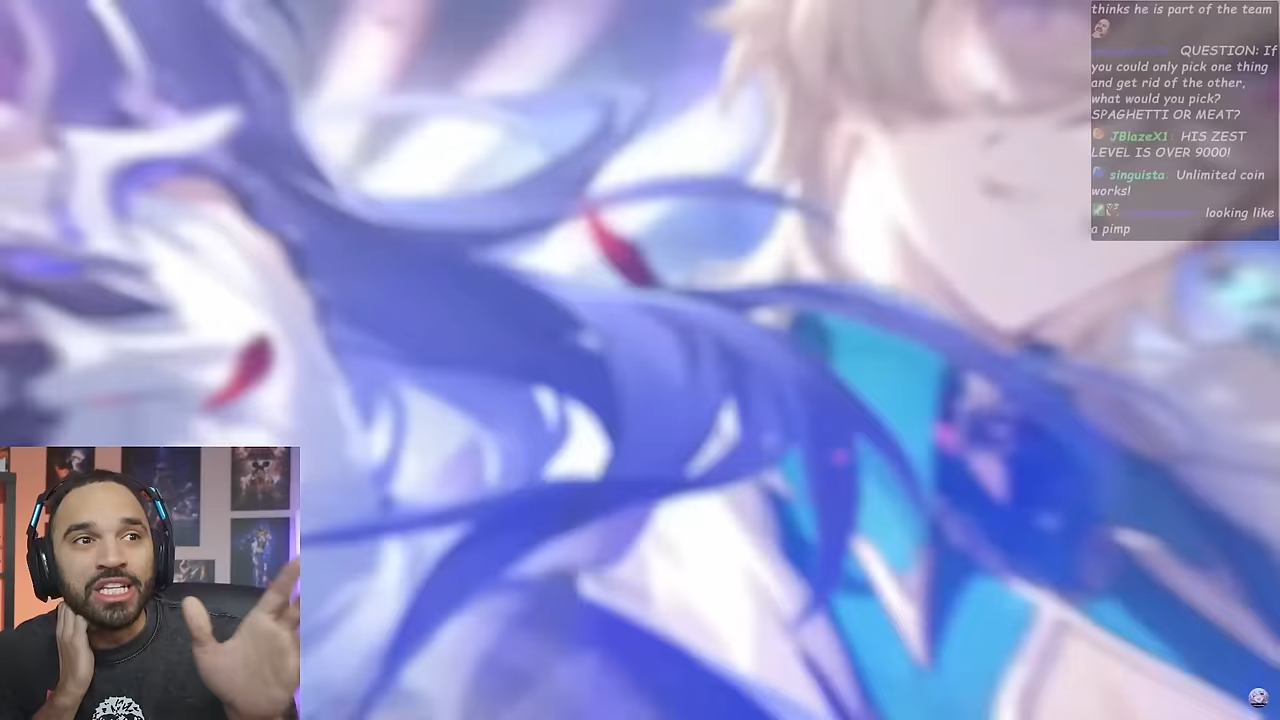 thinks he is part of the team
QUESTION: If
you could only pick one thing
and get rid of the other,
what would you pick?
SPAGHETTI OR MEAT?
JBlazeX1: HIS ZEST
LEVEL IS OVER 9000!
singuista: Unlimited coin
works!
looking like
a pimp